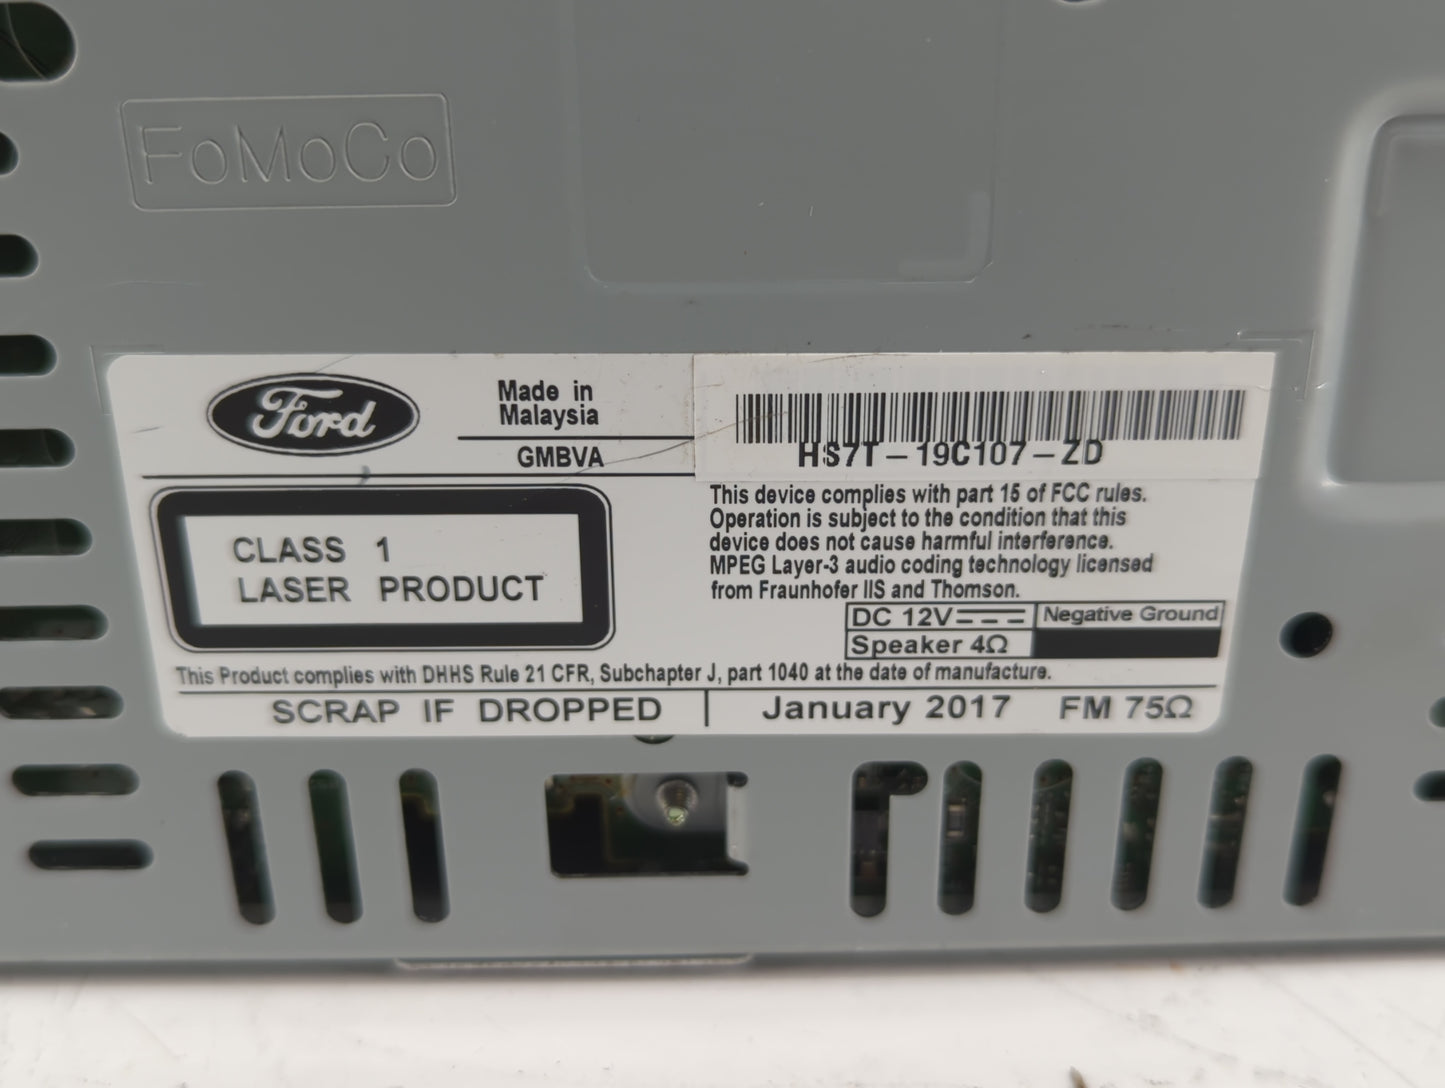 FoMoCo
Ford
Made in
Malaysia
GMBVA
HS7T-19C107-ZD
CLASS 1
LASER PRODUCT
This device complies with part 15 of FCC rules.
Operation is subject to the condition that this
device does not cause harmful interference.
MPEG Layer-3 audio coding technology licensed
from Fraunhofer IIS and Thomson.
DC 12V Negative Ground
Speaker 4Ω
This Product complies with DHHS Rule 21 CFR, Subchapter J, part 1040 at the date of manufacture.
SCRAP IF DROPPED January 2017 FM 75Ω